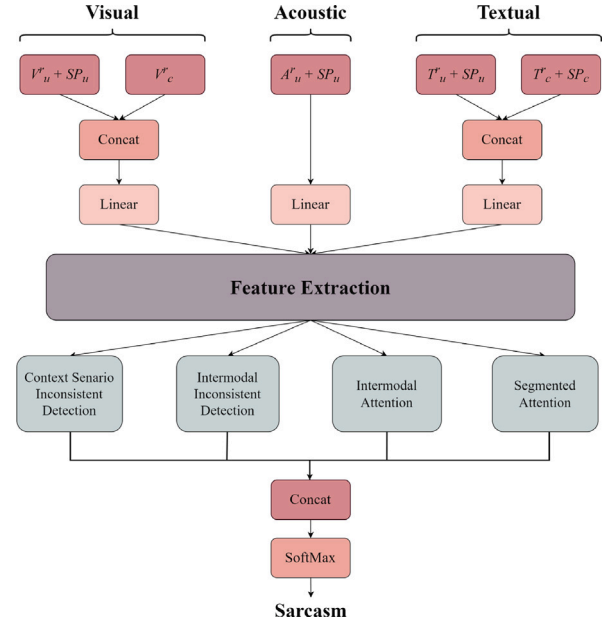 Visual Acoustic Textual
V^r_u + SP_u V^r_c A^r_u + SP_u T^r_u + SP_u T^r_c + SP_c
Concat Concat
Linear Linear Linear
Feature Extraction
Context Senario
Inconsistent
Detection
Intermodal
Inconsistent
Detection
Intermodal
Attention
Segmented
Attention
Concat
SoftMax
Sarcasm